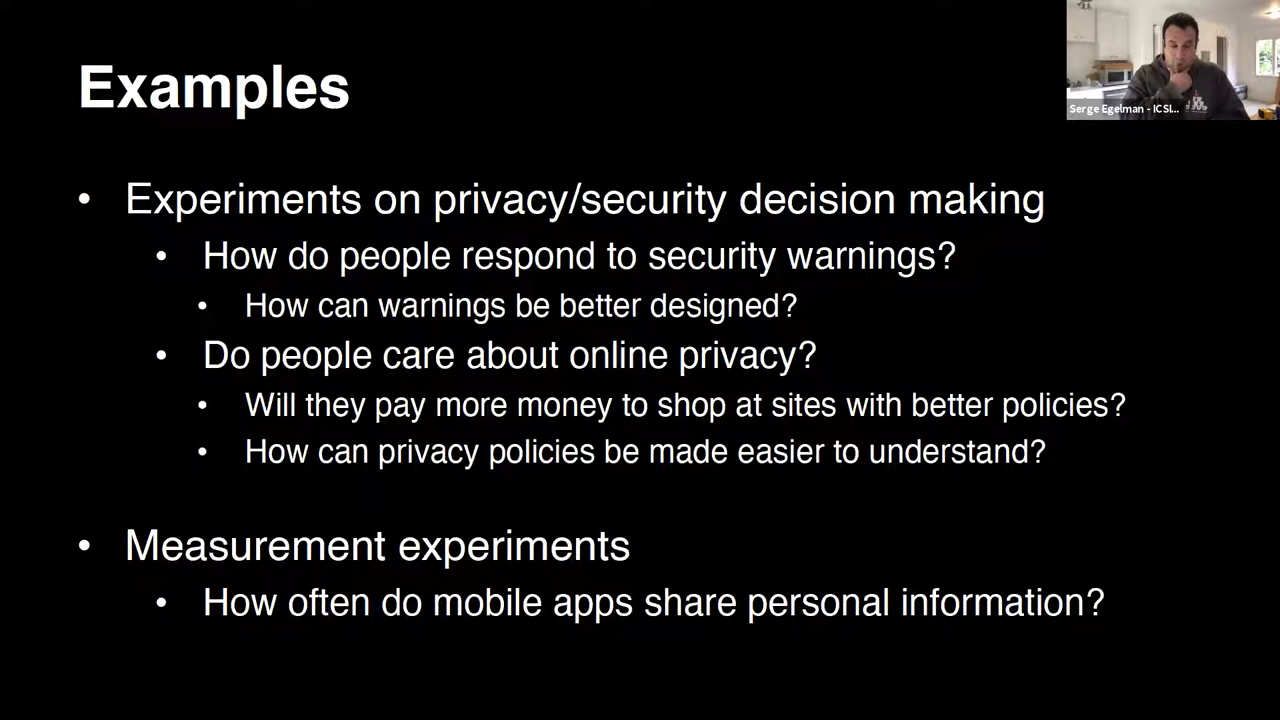 Serge Egelman - ICSI...
Examples
• Experiments on privacy/security decision making
• How do people respond to security warnings?
• How can warnings be better designed?
• Do people care about online privacy?
• Will they pay more money to shop at sites with better policies?
• How can privacy policies be made easier to understand?
• Measurement experiments
• How often do mobile apps share personal information?